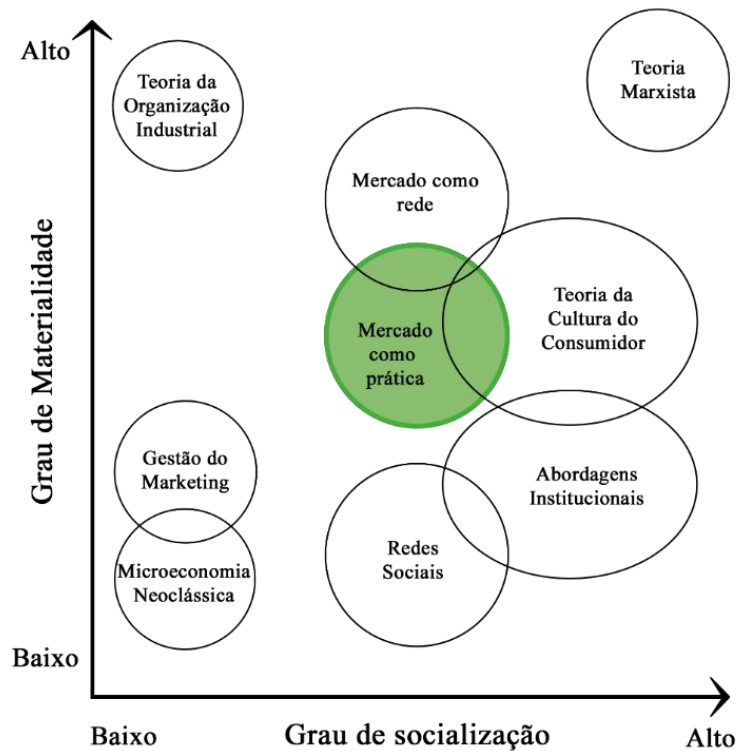 Alto
Teoria da
Organização
Industrial
Teoria
Marxista
Mercado como
rede
Teoria da
Cultura do
Consumidor
Mercado
como
prática
Grau de Materialidade
Gestão do
Marketing
Abordagens
Institucionais
Redes
Sociais
Microeconomia
Neoclássica
Baixo
Baixo
Grau de socialização
Alto